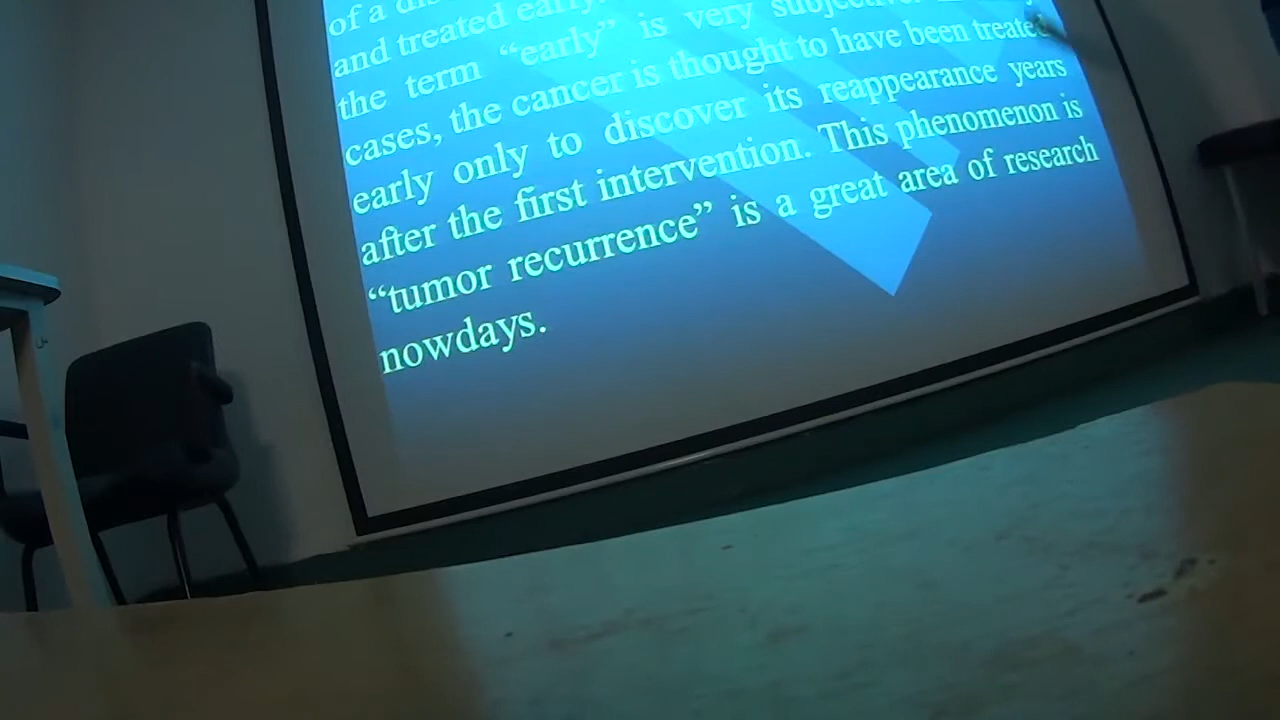 of a
and treated early.
the term “early” is very subjective.
cases, the cancer is thought to have been treated
early only to discover its reappearance years
after the first intervention. This phenomenon is
“tumor recurrence” is a great area of research
nowdays.